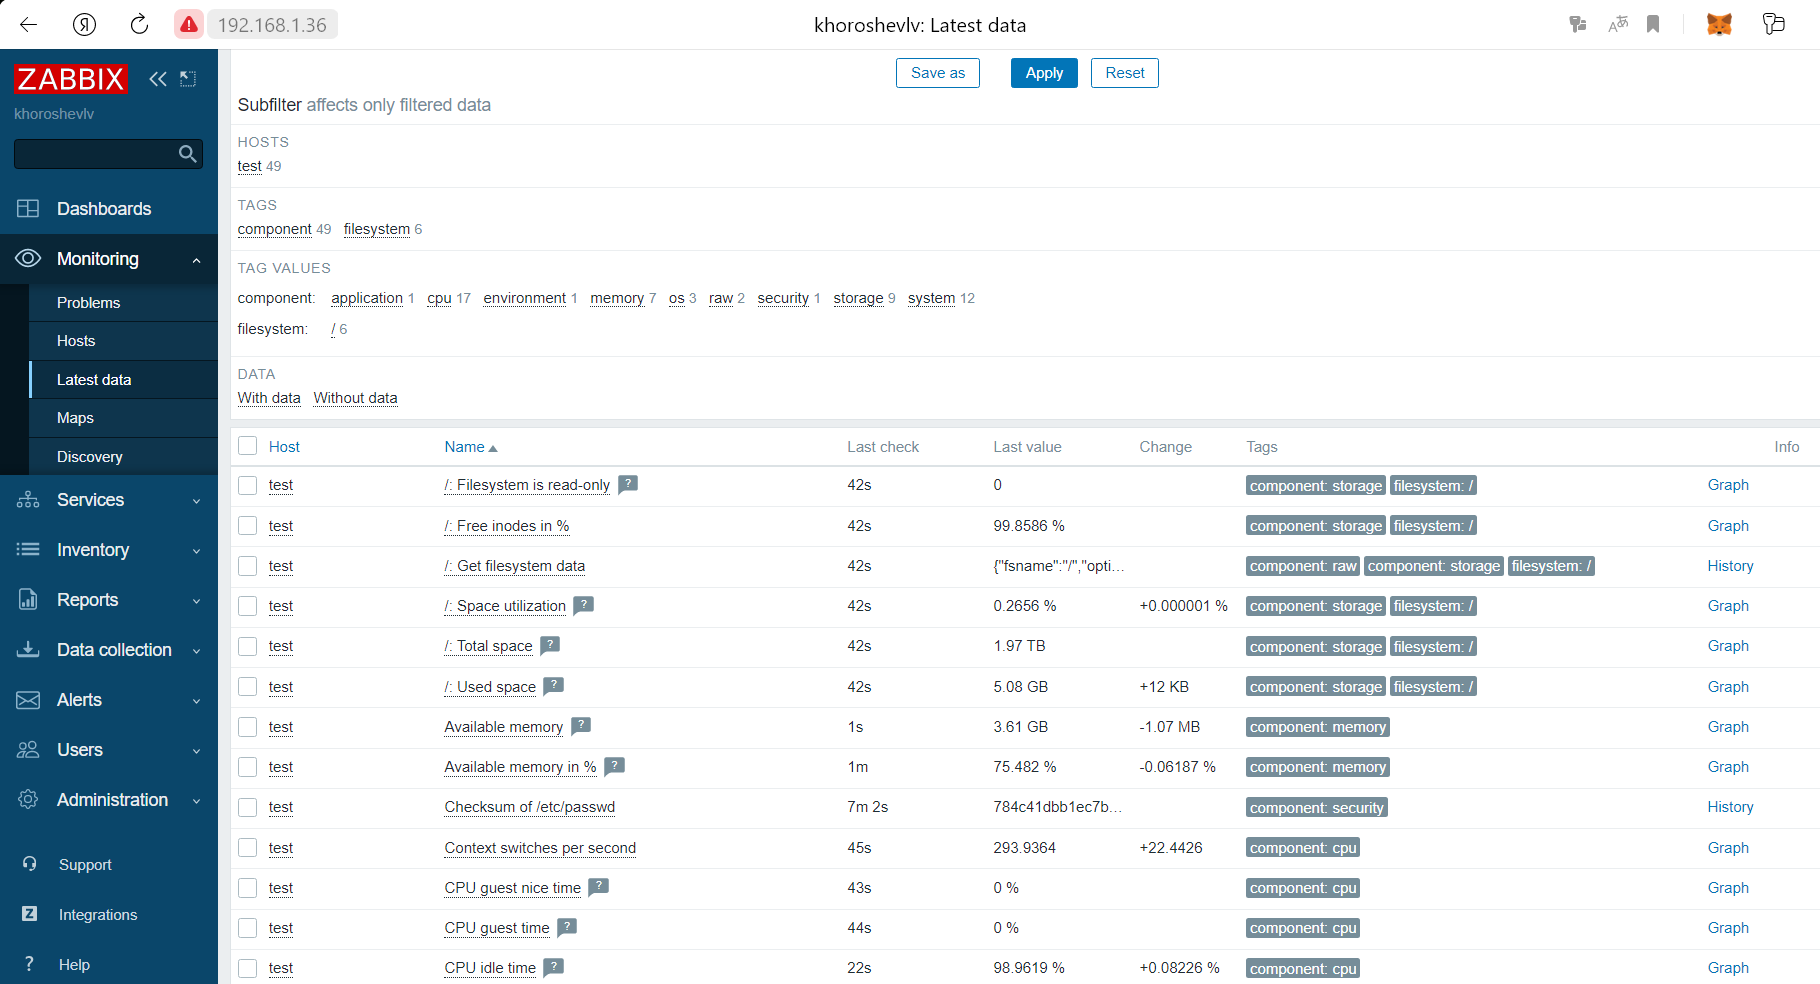 192.168.1.36
khoroshevlv: Latest data
ZABBIX
khoroshevlv
Dashboards
Monitoring
Problems
Hosts
Latest data
Maps
Discovery
Services
Inventory
Reports
Data collection
Alerts
Users
Administration
Support
Integrations
Help
Save as Apply Reset
Subfilter affects only filtered data
HOSTS
test 49
TAGS
component 49 filesystem 6
TAG VALUES
component: application 1 cpu 17 environment 1 memory 7 os 3 raw 2 security 1 storage 9 system 12
filesystem: / 6
DATA
With data Without data
Host Name Last check Last value Change Tags Info
test /: Filesystem is read-only ? 42s 0 component: storage filesystem: / Graph
test /: Free inodes in % 42s 99.8586 % component: storage filesystem: / Graph
test /: Get filesystem data 42s {"fsname":"/","opti... component: raw component: storage filesystem: / History
test /: Space utilization ? 42s 0.2656 % +0.000001 % component: storage filesystem: / Graph
test /: Total space ? 42s 1.97 TB component: storage filesystem: / Graph
test /: Used space ? 42s 5.08 GB +12 KB component: storage filesystem: / Graph
test Available memory ? 1s 3.61 GB -1.07 MB component: memory Graph
test Available memory in % ? 1m 75.482 % -0.06187 % component: memory Graph
test Checksum of /etc/passwd 7m 2s 784c41dbb1ec7b... component: security History
test Context switches per second 45s 293.9364 +22.4426 component: cpu Graph
test CPU guest nice time ? 43s 0 % component: cpu Graph
test CPU guest time ? 44s 0 % component: cpu Graph
test CPU idle time ? 22s 98.9619 % +0.08226 % component: cpu Graph